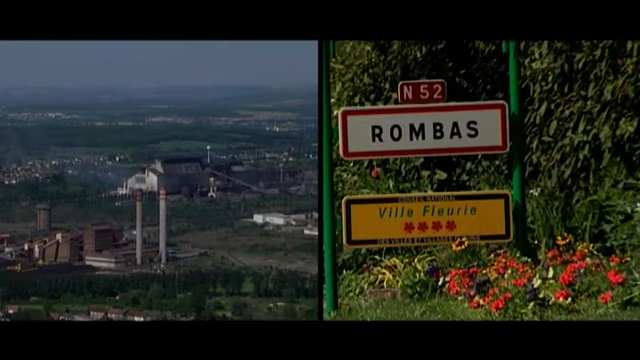 N 52
ROMBAS
CONSEIL NATIONAL
Ville Fleurie
DES VILLES ET VILLAGES FLEURIS